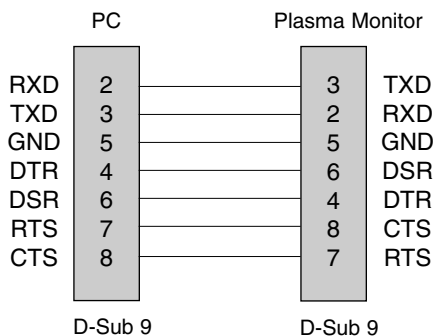 PC Plasma Monitor
RXD 2 3 TXD
TXD 3 2 RXD
GND 5 5 GND
DTR 4 6 DSR
DSR 6 4 DTR
RTS 7 8 CTS
CTS 8 7 RTS
D-Sub 9 D-Sub 9